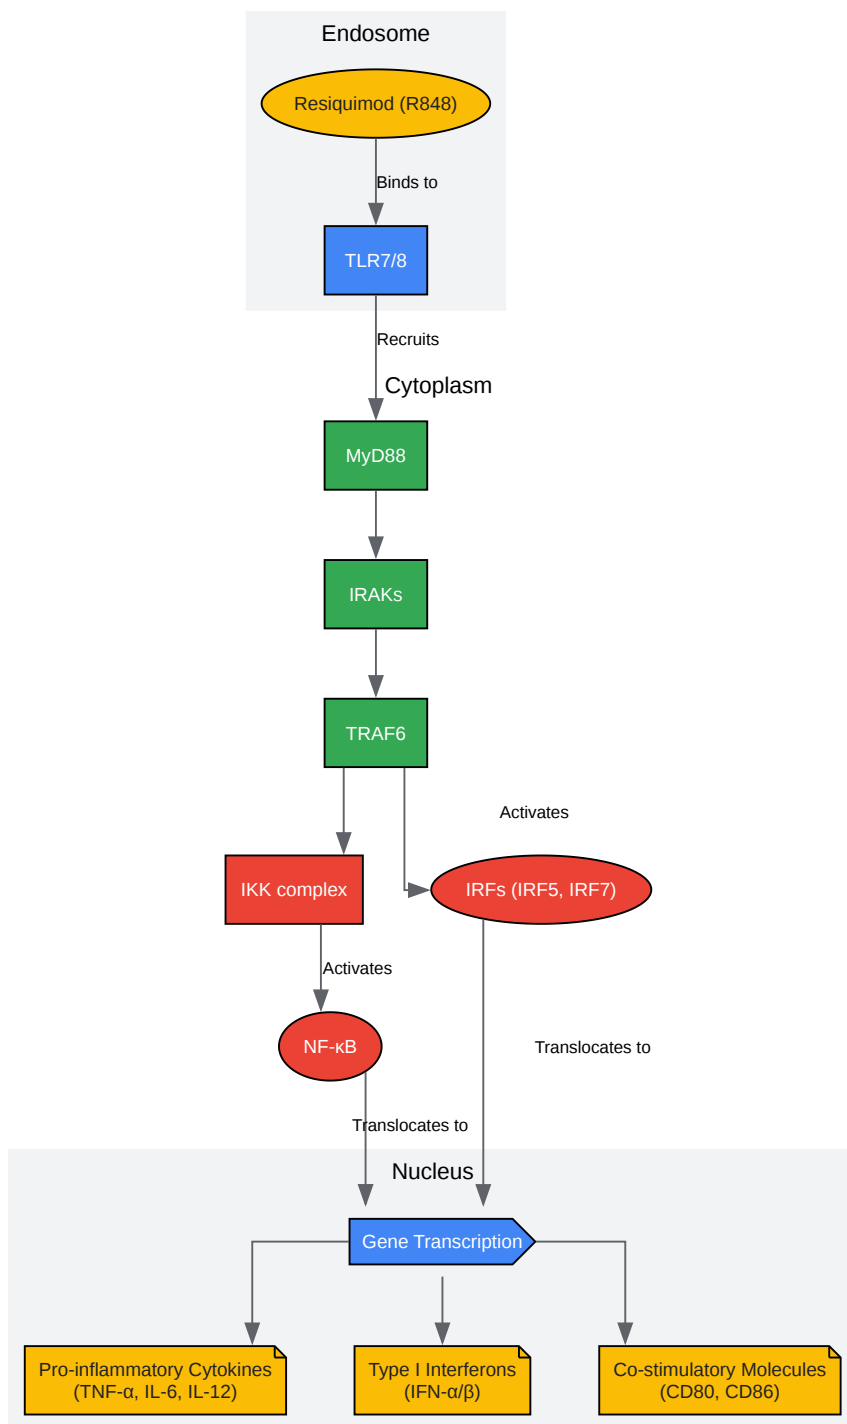 Endosome
Resiquimod (R848)
Binds to
TLR7/8
Recruits
Cytoplasm
MyD88
IRAKs
TRAF6
Activates
IKK complex
IRFs (IRF5, IRF7)
Activates
NF-κB
Translocates to
Translocates to
Nucleus
Gene Transcription
Pro-inflammatory Cytokines
(TNF-α, IL-6, IL-12)
Type I Interferons
(IFN-α/β)
Co-stimulatory Molecules
(CD80, CD86)